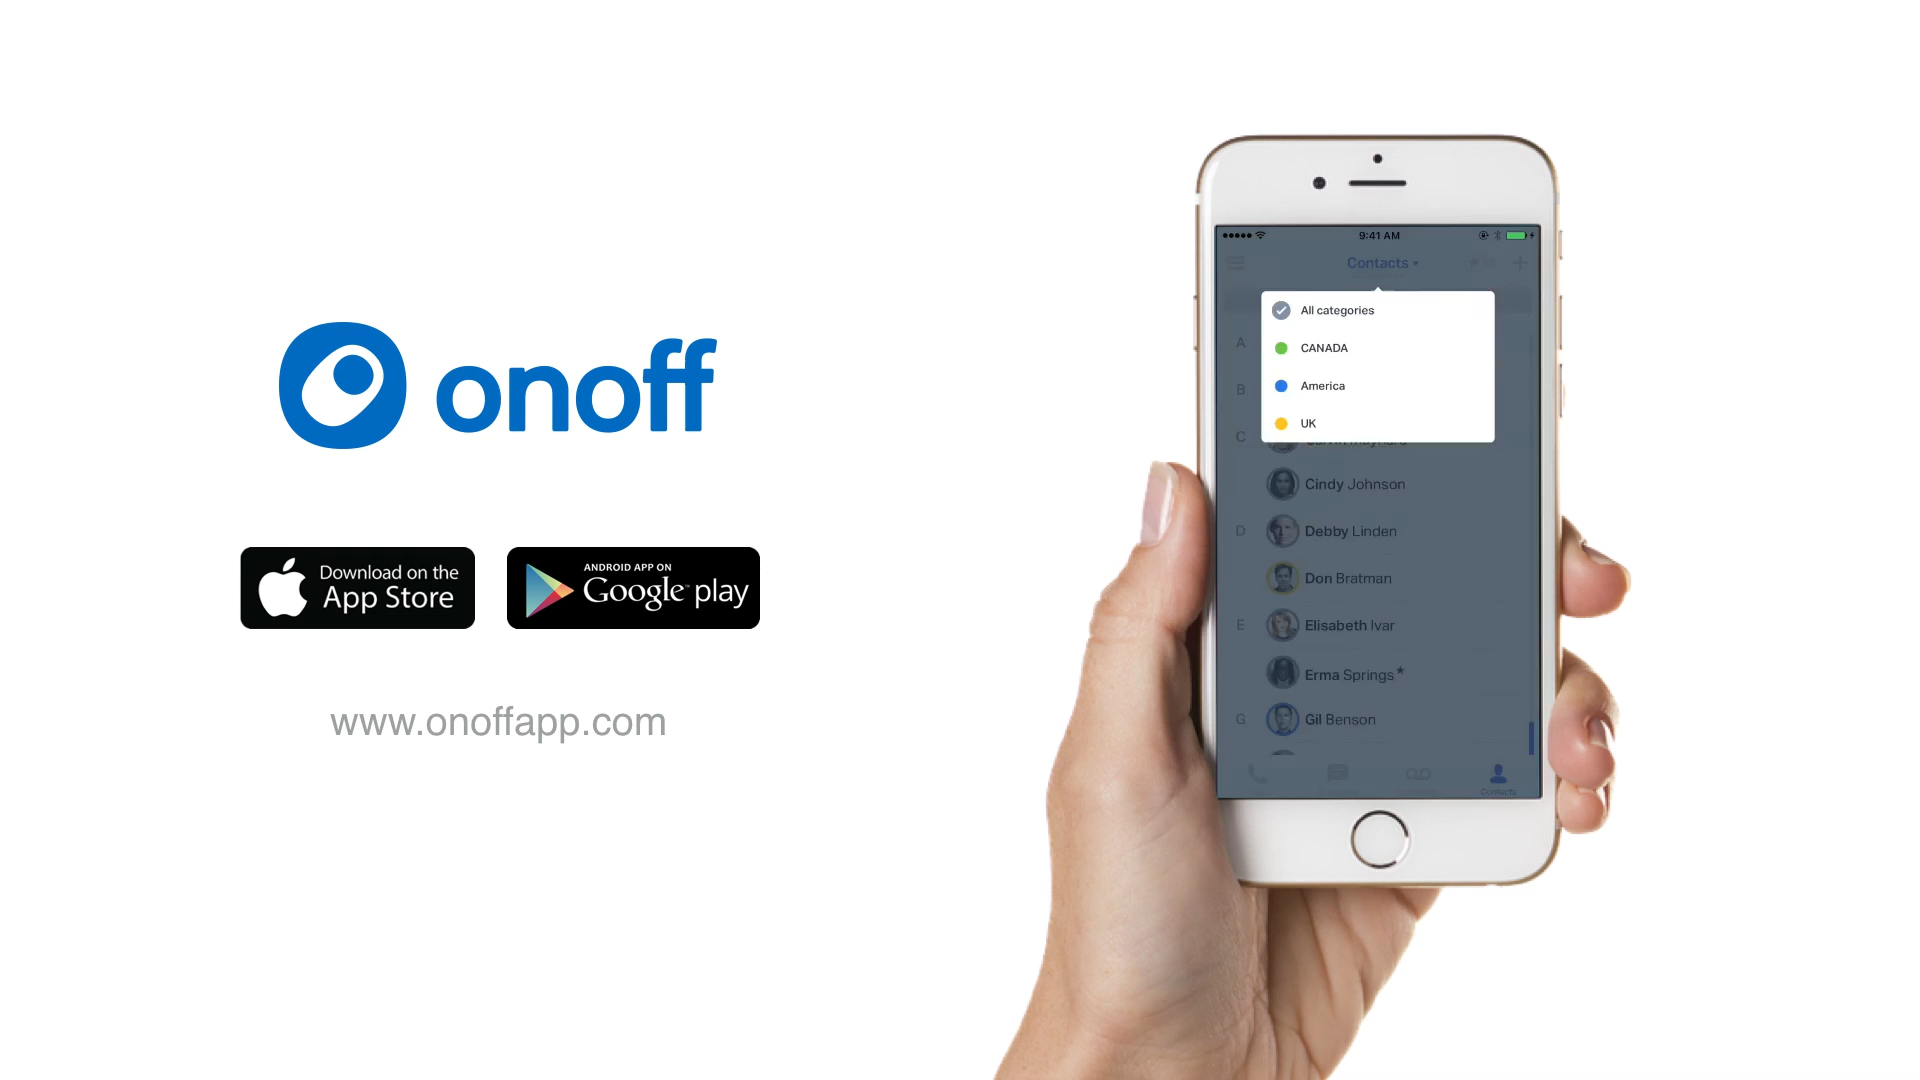 onoff
Download on the
App Store
ANDROID APP ON
Google play
www.onoffapp.com
9:41 AM
Contacts
All categories
CANADA
America
UK
A
B
C
Cindy Johnson
D
Debby Linden
Don Bratman
E
Elisabeth Ivar
Erma Springs*
G
Gil Benson
Contacts